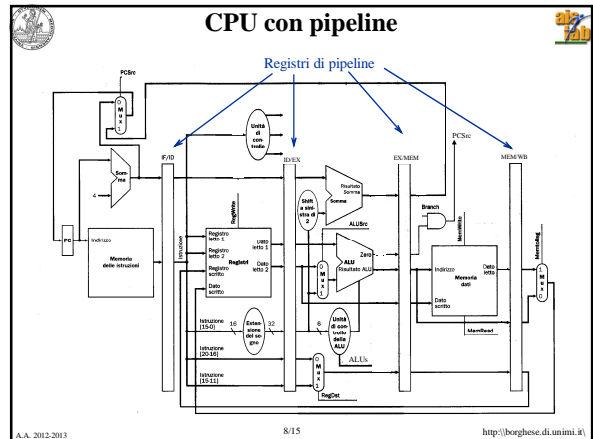 CPU con pipeline
ais
lab
Registri di pipeline
PCSrc
0
M
u
x
1
Unità
di
con-
trollo
PCSrc
IF/ID
ID/EX
EX/MEM
MEM/WB
Som-
ma
4
Shift
a sini-
stra di
2
Risultato
Somma
Somma
Branch
RegWrite
ALUSrc
MemWrite
MemtoReg
PC
Indirizzo
Memoria
delle istruzioni
Istruzione
Registro
letto 1
Registro
letto 2
Registro
scritto
Dato
scritto
Registri
Dato
letto 1
Dato
letto 2
0
M
u
x
1
Zero
ALU
Risultato ALU
Indirizzo
Dato
letto
Memoria
dati
Dato
scritto
1
M
u
x
0
Istruzione
[15-0]
16
Esten-
sione
del se-
gno
32
6
Unità
di con-
trollo
della
ALU
MemRead
Istruzione
[20-16]
ALUs
Istruzione
[15-11]
0
M
u
x
1
RegDst
A.A. 2012-2013
8/15
http:\\borghese.di.unimi.it\